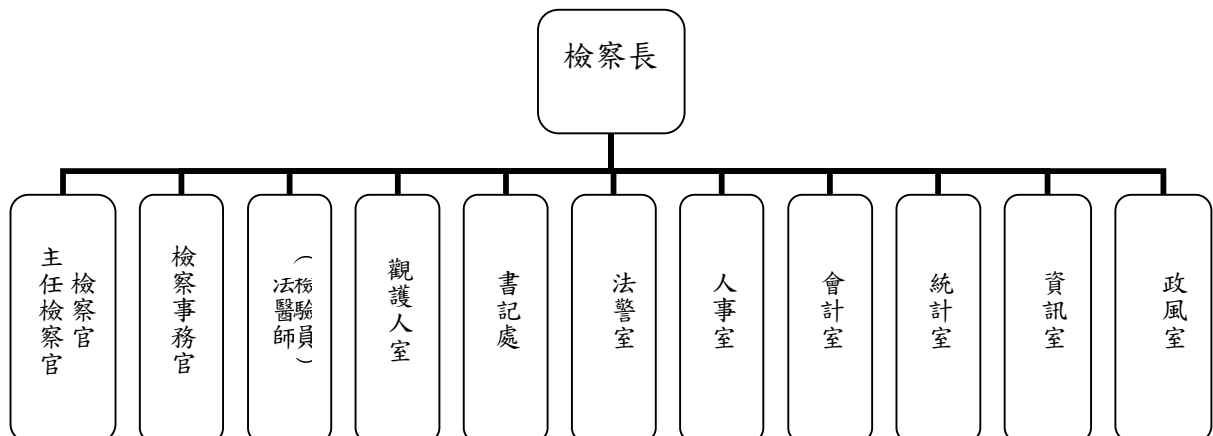 檢察長
主任檢察官
檢察官
檢察事務官
法醫師
（檢驗員）
觀護人室
書記處
法警室
人事室
會計室
統計室
資訊室
政風室